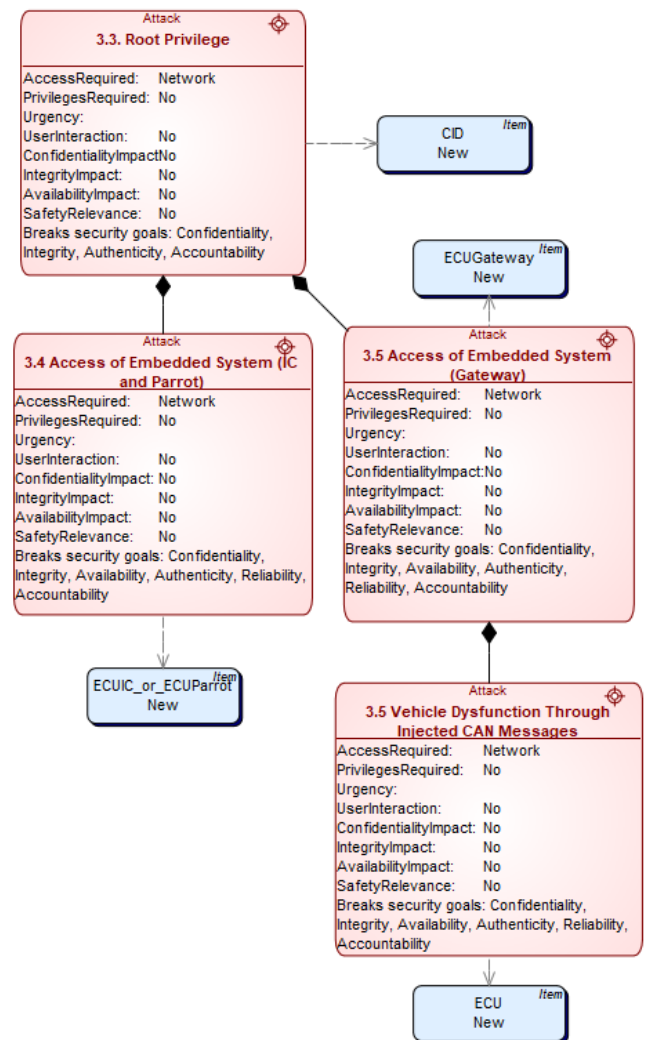 Attack
3.3. Root Privilege
AccessRequired: Network
PrivilegesRequired: No
Urgency:
UserInteraction: No
ConfidentialityImpactNo
IntegrityImpact: No
AvailabilityImpact: No
SafetyRelevance: No
Breaks security goals: Confidentiality,
Integrity, Authenticity, Accountability
Item
CID
New
Item
ECUGateway
New
Attack
3.4 Access of Embedded System (IC
and Parrot)
AccessRequired: Network
PrivilegesRequired: No
Urgency:
UserInteraction: No
ConfidentialityImpact: No
IntegrityImpact: No
AvailabilityImpact: No
SafetyRelevance: No
Breaks security goals: Confidentiality,
Integrity, Availability, Authenticity, Reliability,
Accountability
Attack
3.5 Access of Embedded System
(Gateway)
AccessRequired: Network
PrivilegesRequired: No
Urgency:
UserInteraction: No
ConfidentialityImpact:No
IntegrityImpact: No
AvailabilityImpact: No
SafetyRelevance: No
Breaks security goals: Confidentiality,
Integrity, Availability, Authenticity,
Reliability, Accountability
Item
ECUIC_or_ECUParrot
New
Attack
3.5 Vehicle Dysfunction Through
Injected CAN Messages
AccessRequired: Network
PrivilegesRequired: No
Urgency:
UserInteraction: No
ConfidentialityImpact: No
IntegrityImpact: No
AvailabilityImpact: No
SafetyRelevance: No
Breaks security goals: Confidentiality,
Integrity, Availability, Authenticity, Reliability,
Accountability
Item
ECU
New